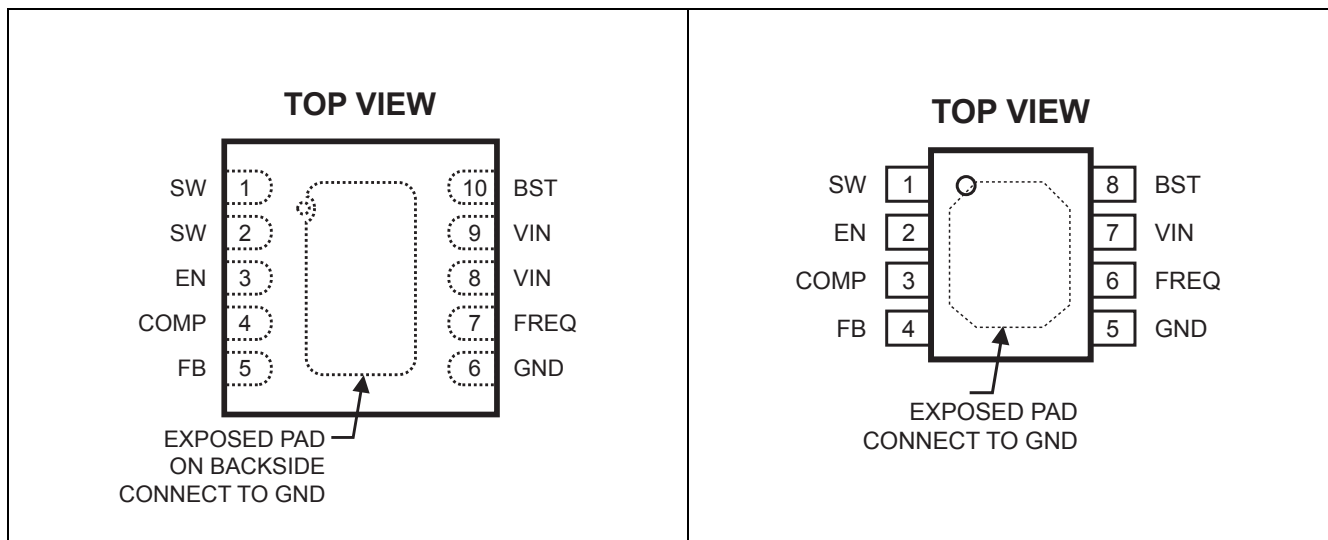 TOP VIEW
SW 1 10 BST
SW 2 9 VIN
EN 3 8 VIN
COMP 4 7 FREQ
FB 5 6 GND
EXPOSED PAD
ON BACKSIDE
CONNECT TO GND
TOP VIEW
SW 1 8 BST
EN 2 7 VIN
COMP 3 6 FREQ
FB 4 5 GND
EXPOSED PAD
CONNECT TO GND